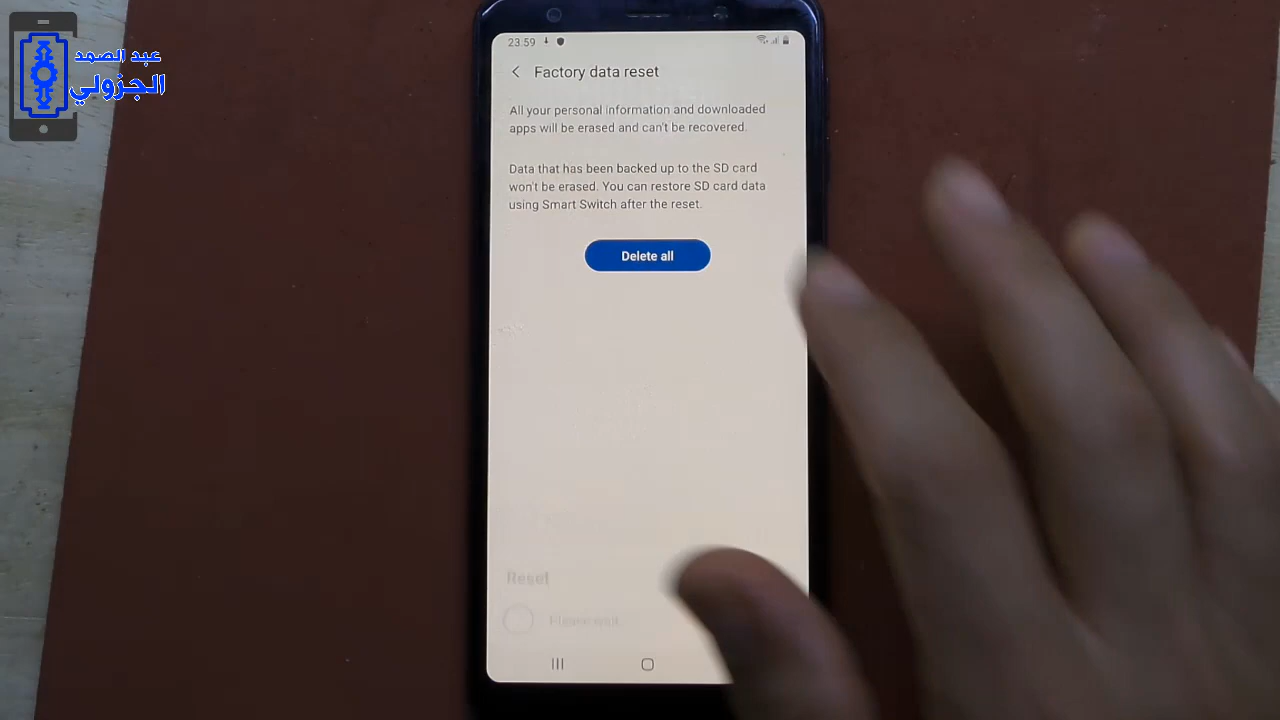 عبد الصمد
الجزولي
23:59
Factory data reset
All your personal information and downloaded
apps will be erased and can't be recovered.
Data that has been backed up to the SD card
won't be erased. You can restore SD card data
using Smart Switch after the reset.
Delete all
Reset
Please wait